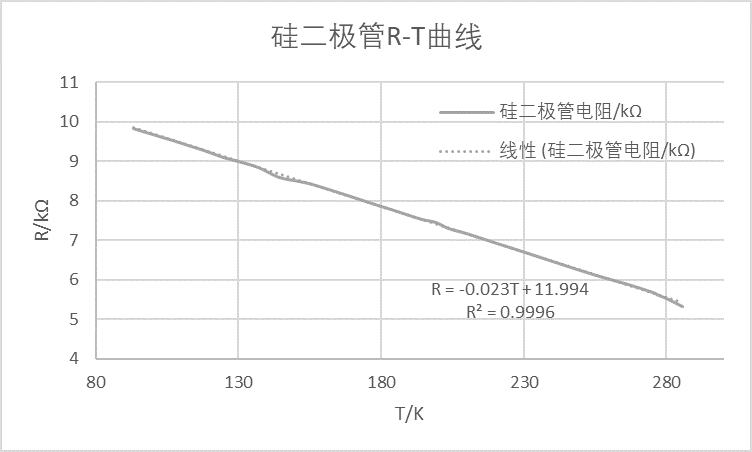 硅二极管R-T曲线
11
10
9
8
7
6
5
4
R/kΩ
硅二极管电阻/kΩ
线性 (硅二极管电阻/kΩ)
R = -0.023T + 11.994
R² = 0.9996
80 130 180 230 280
T/K